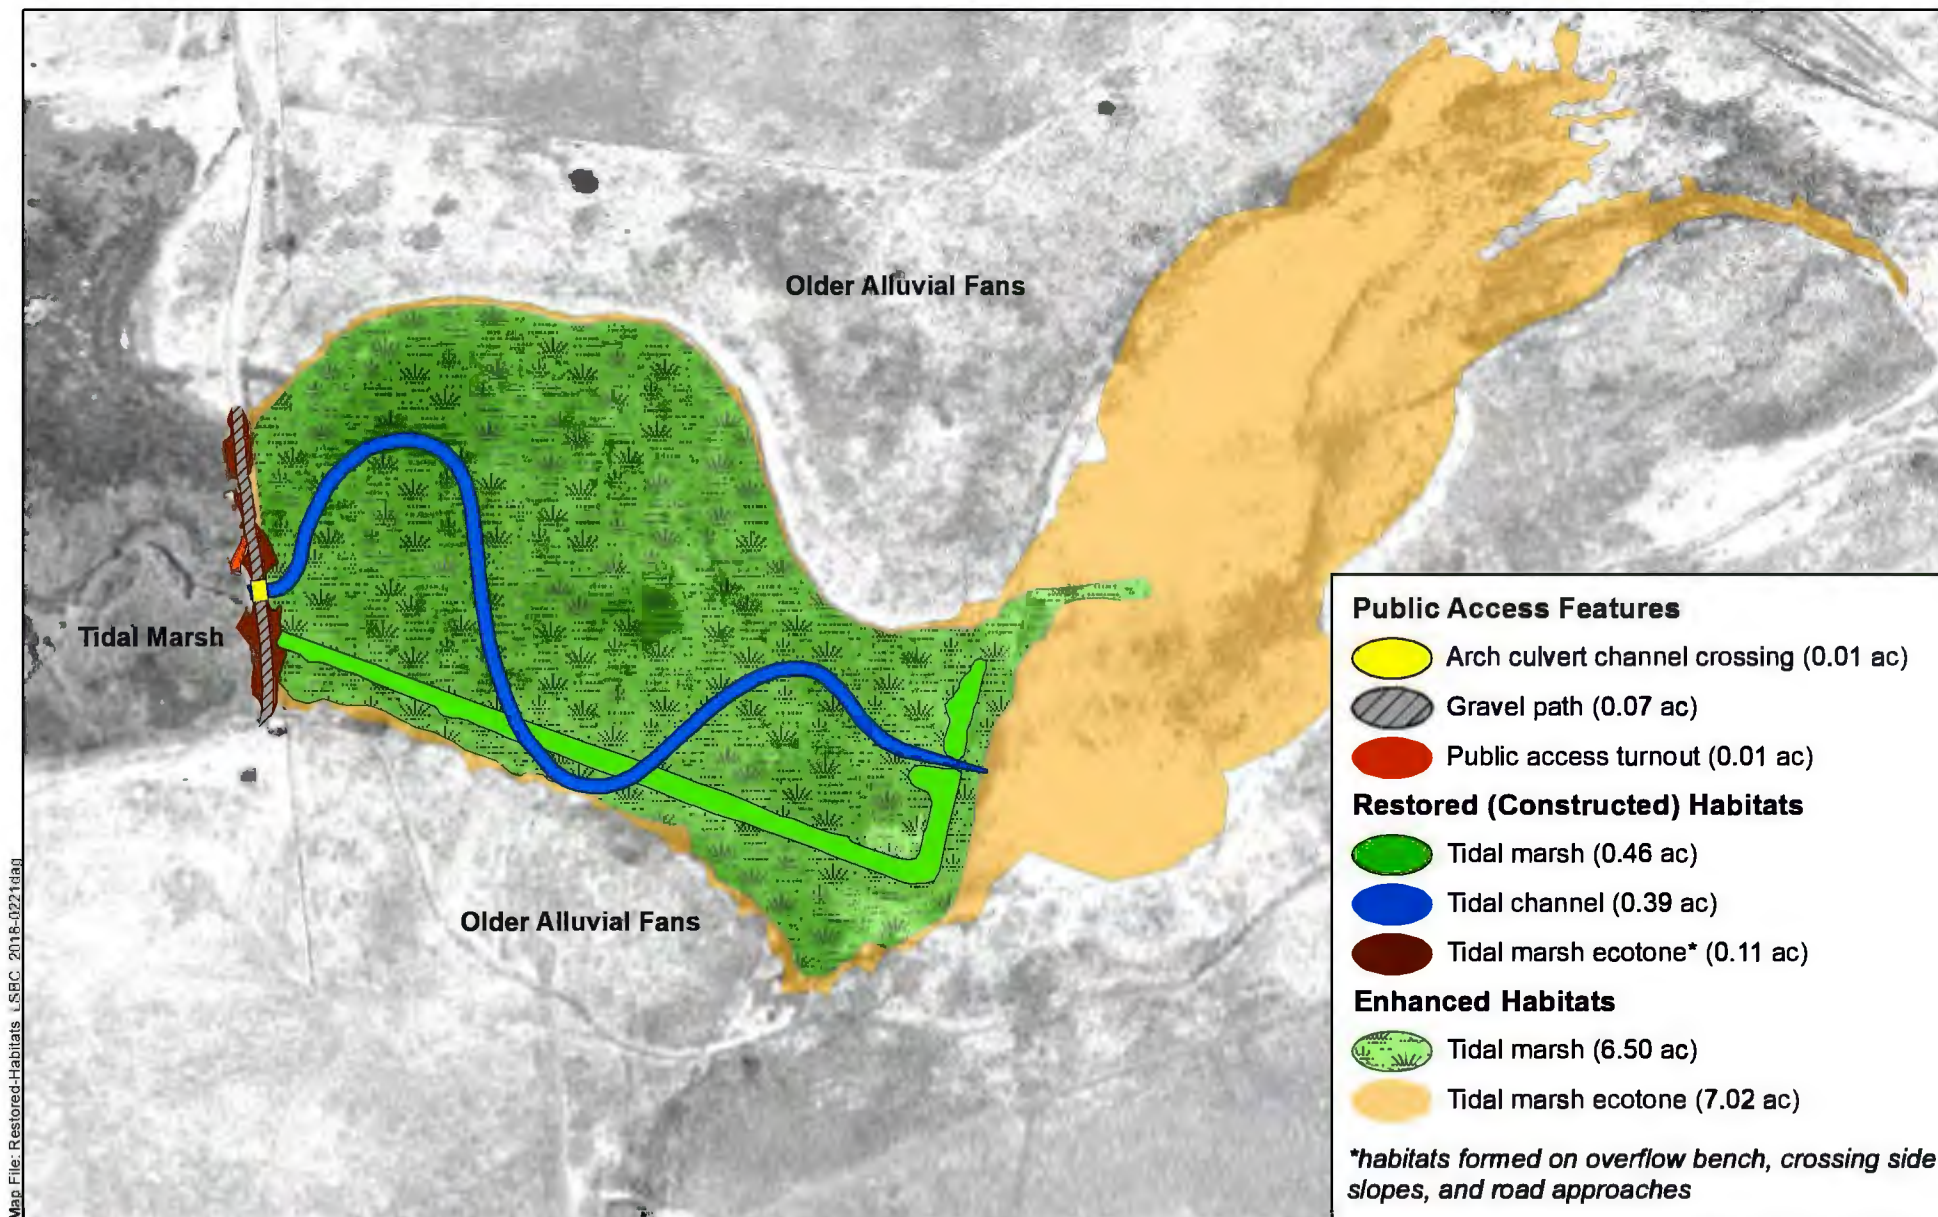 Older Alluvial Fans
Tidal Marsh
Older Alluvial Fans
Public Access Features
Arch culvert channel crossing (0.01 ac)
Gravel path (0.07 ac)
Public access turnout (0.01 ac)
Restored (Constructed) Habitats
Tidal marsh (0.46 ac)
Tidal channel (0.39 ac)
Tidal marsh ecotone* (0.11 ac)
Enhanced Habitats
Tidal marsh (6.50 ac)
Tidal marsh ecotone (7.02 ac)
*habitats formed on overflow bench, crossing side
slopes, and road approaches
Map File: Restored-Habitats_LSBC_2018-0221dag